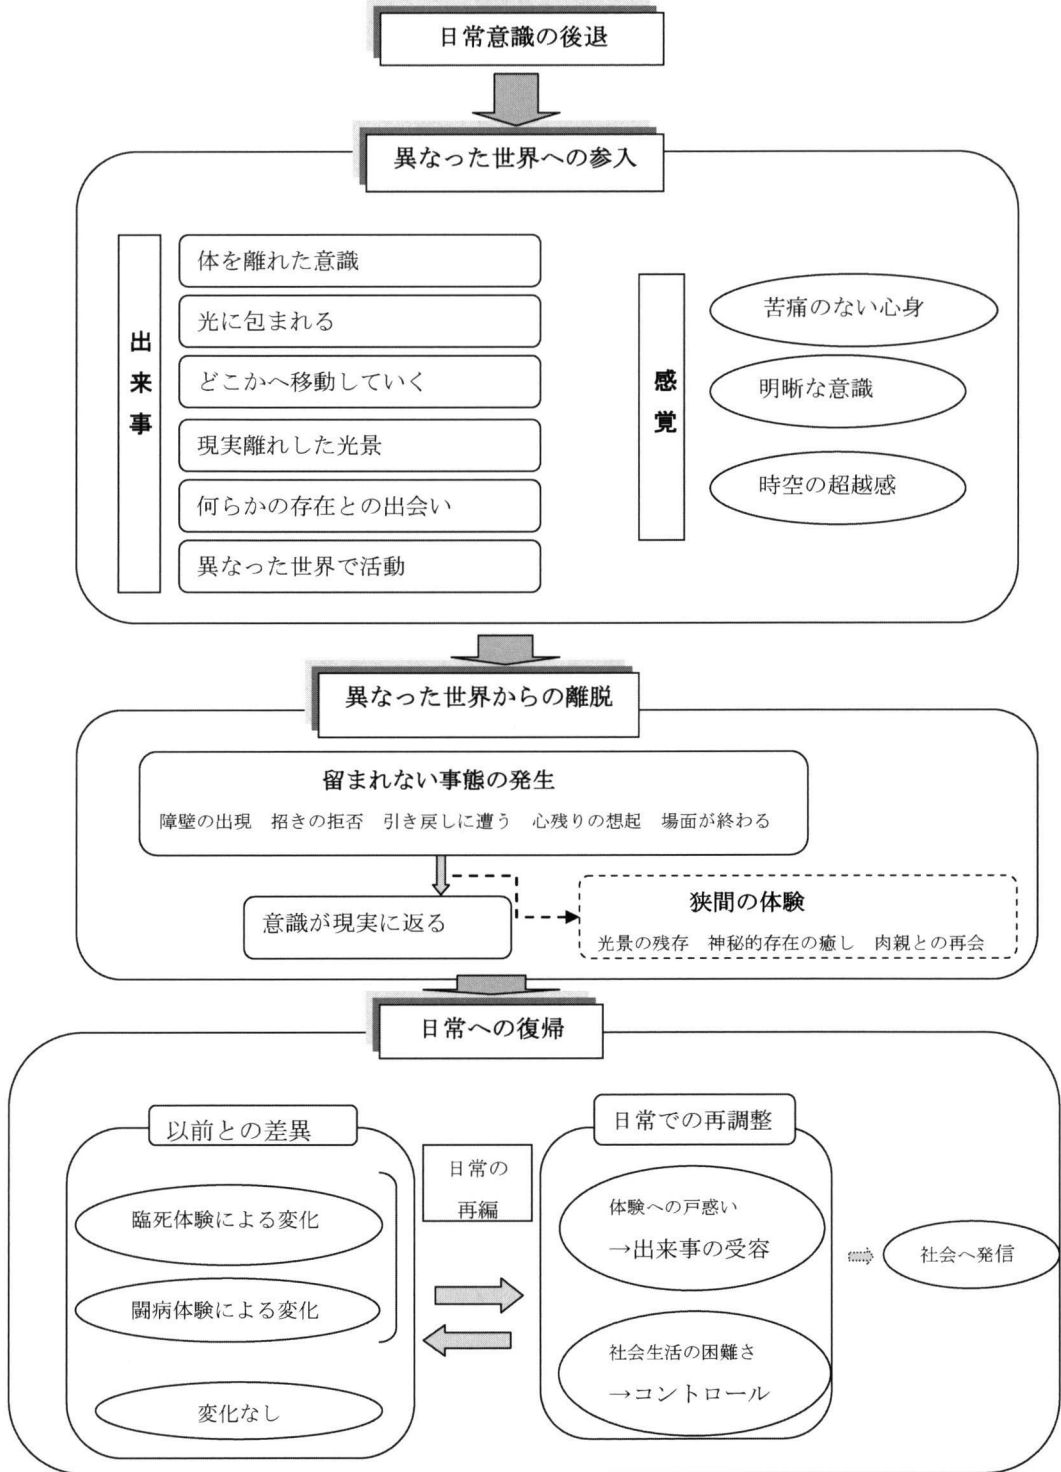 日常意識の後退
異なった世界への参入
出来事
体を離れた意識
光に包まれる
どこかへ移動していく
現実離れした光景
何らかの存在との出会い
異なった世界で活動
感覚
苦痛のない心身
明晰な意識
時空の超越感
異なった世界からの離脱
留まれない事態の発生
障壁の出現 招きの拒否 引き戻しに遭う 心残りの想起 場面が終わる
意識が現実に返る
狭間の体験
光景の残存 神秘的存在の癒し 肉親との再会
日常への復帰
以前との差異
臨死体験による変化
闘病体験による変化
変化なし
日常の
再編
日常での再調整
体験への戸惑い
→出来事の受容
社会生活の困難さ
→コントロール
社会へ発信